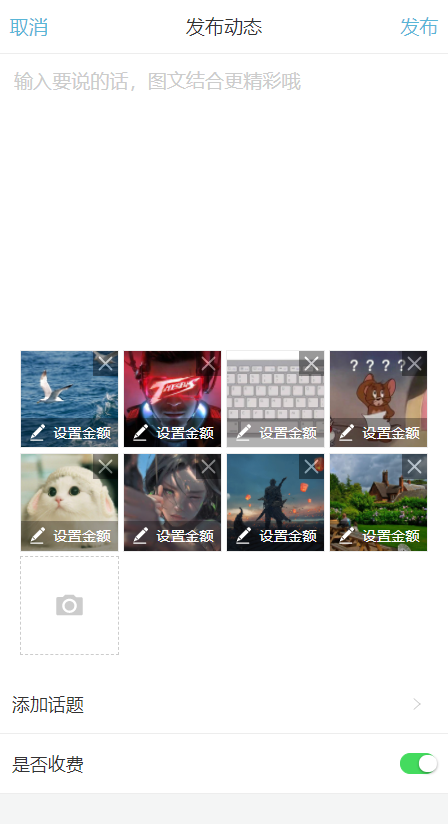 取消 发布动态 发布
输入要说的话，图文结合更精彩哦
? ? ? ?
设置金额 设置金额 设置金额 设置金额
设置金额 设置金额 设置金额 设置金额
添加话题
是否收费